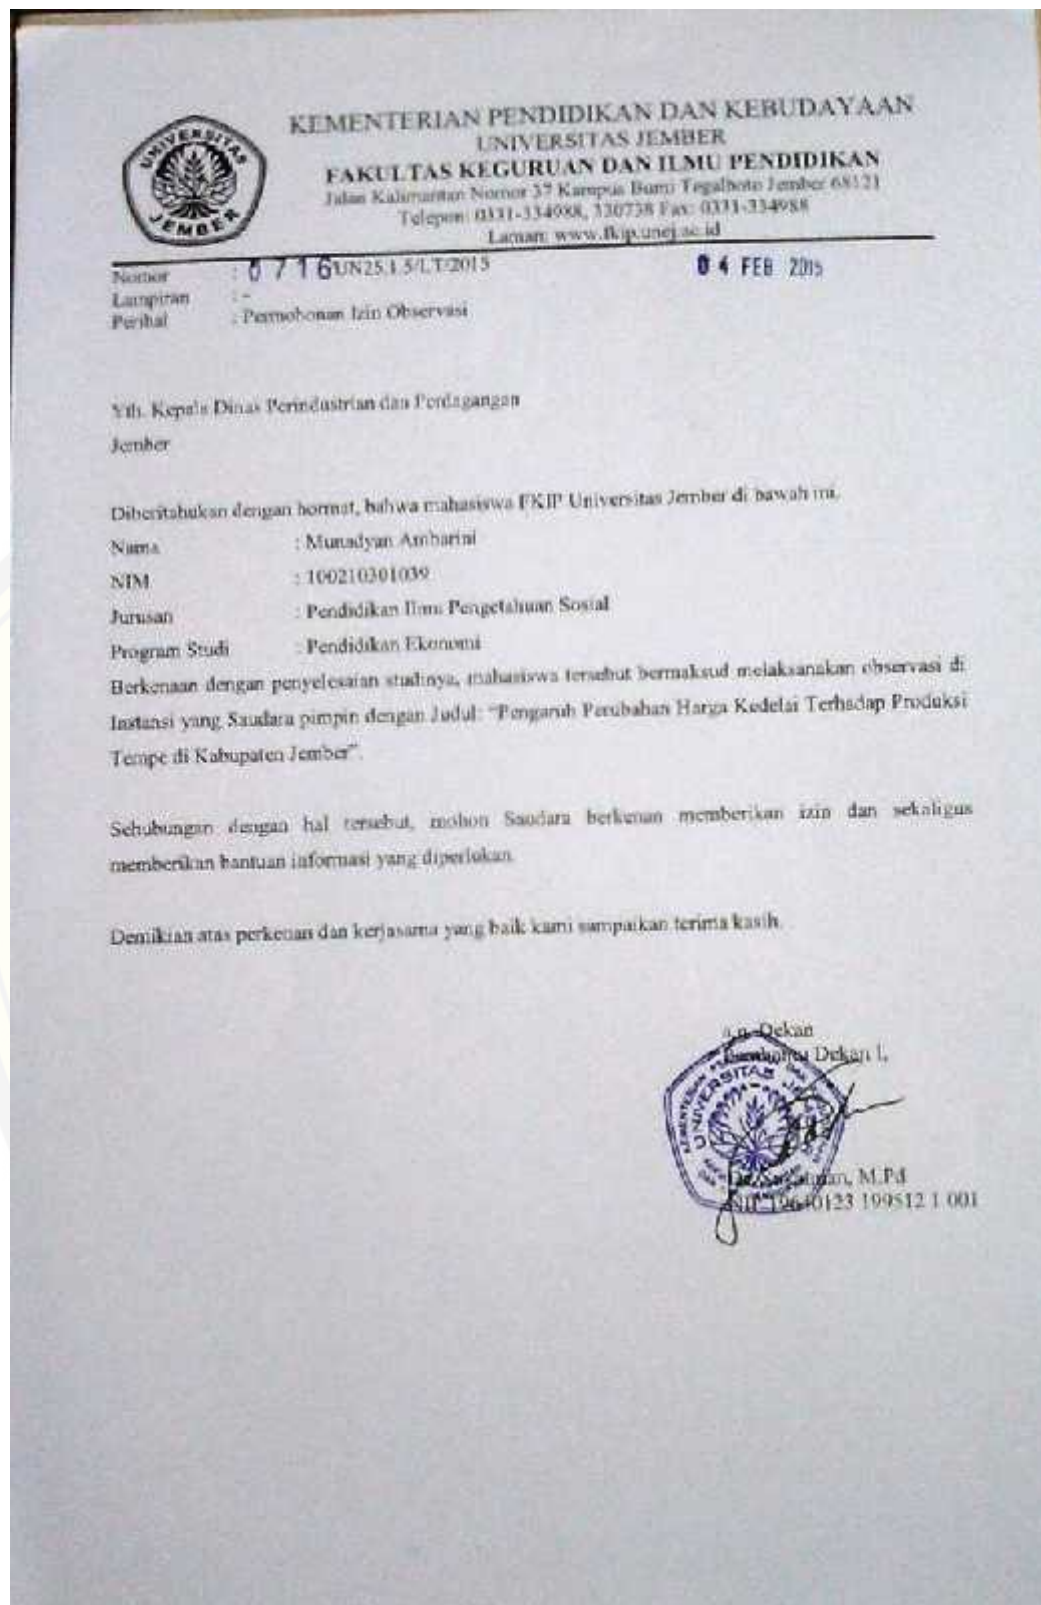 UNIVERSITAS
JEMBER
KEMENTERIAN PENDIDIKAN DAN KEBUDAYAAN
UNIVERSITAS JEMBER
FAKULTAS KEGURUAN DAN ILMU PENDIDIKAN
Jalan Kalimantan Nomor 37 Kampus Bumi Tegalboto Jember 68121
Telepon: 0331-334988, 330738 Fax: 0331-334988
Laman: www.fkip.unej.ac.id
Nomor : 0716UN25.1.5/LT/2015 04 FEB 2015
Lampiran : -
Perihal : Permohonan Izin Observasi
Yth. Kepala Dinas Perindustrian dan Perdagangan
Jember
Diberitahukan dengan hormat, bahwa mahasiswa FKIP Universitas Jember di bawah ini.
Nama : Munadyan Ambarini
NIM : 100210301039
Jurusan : Pendidikan Ilmu Pengetahuan Sosial
Program Studi : Pendidikan Ekonomi
Berkenaan dengan penyelesaian studinya, mahasiswa tersebut bermaksud melaksanakan observasi di
Instansi yang Saudara pimpin dengan Judul: “Pengaruh Perubahan Harga Kedelai Terhadap Produksi
Tempe di Kabupaten Jember”.
Sehubungan dengan hal tersebut, mohon Saudara berkenan memberikan izin dan sekaligus
memberikan bantuan informasi yang diperlukan.
Demikian atas perkenan dan kerjasama yang baik kami sampaikan terima kasih.
a.n. Dekan
Pembantu Dekan I,
UNIVERSITAS
Dr. Sukatman, M.Pd
NIP 19640123 199512 1 001